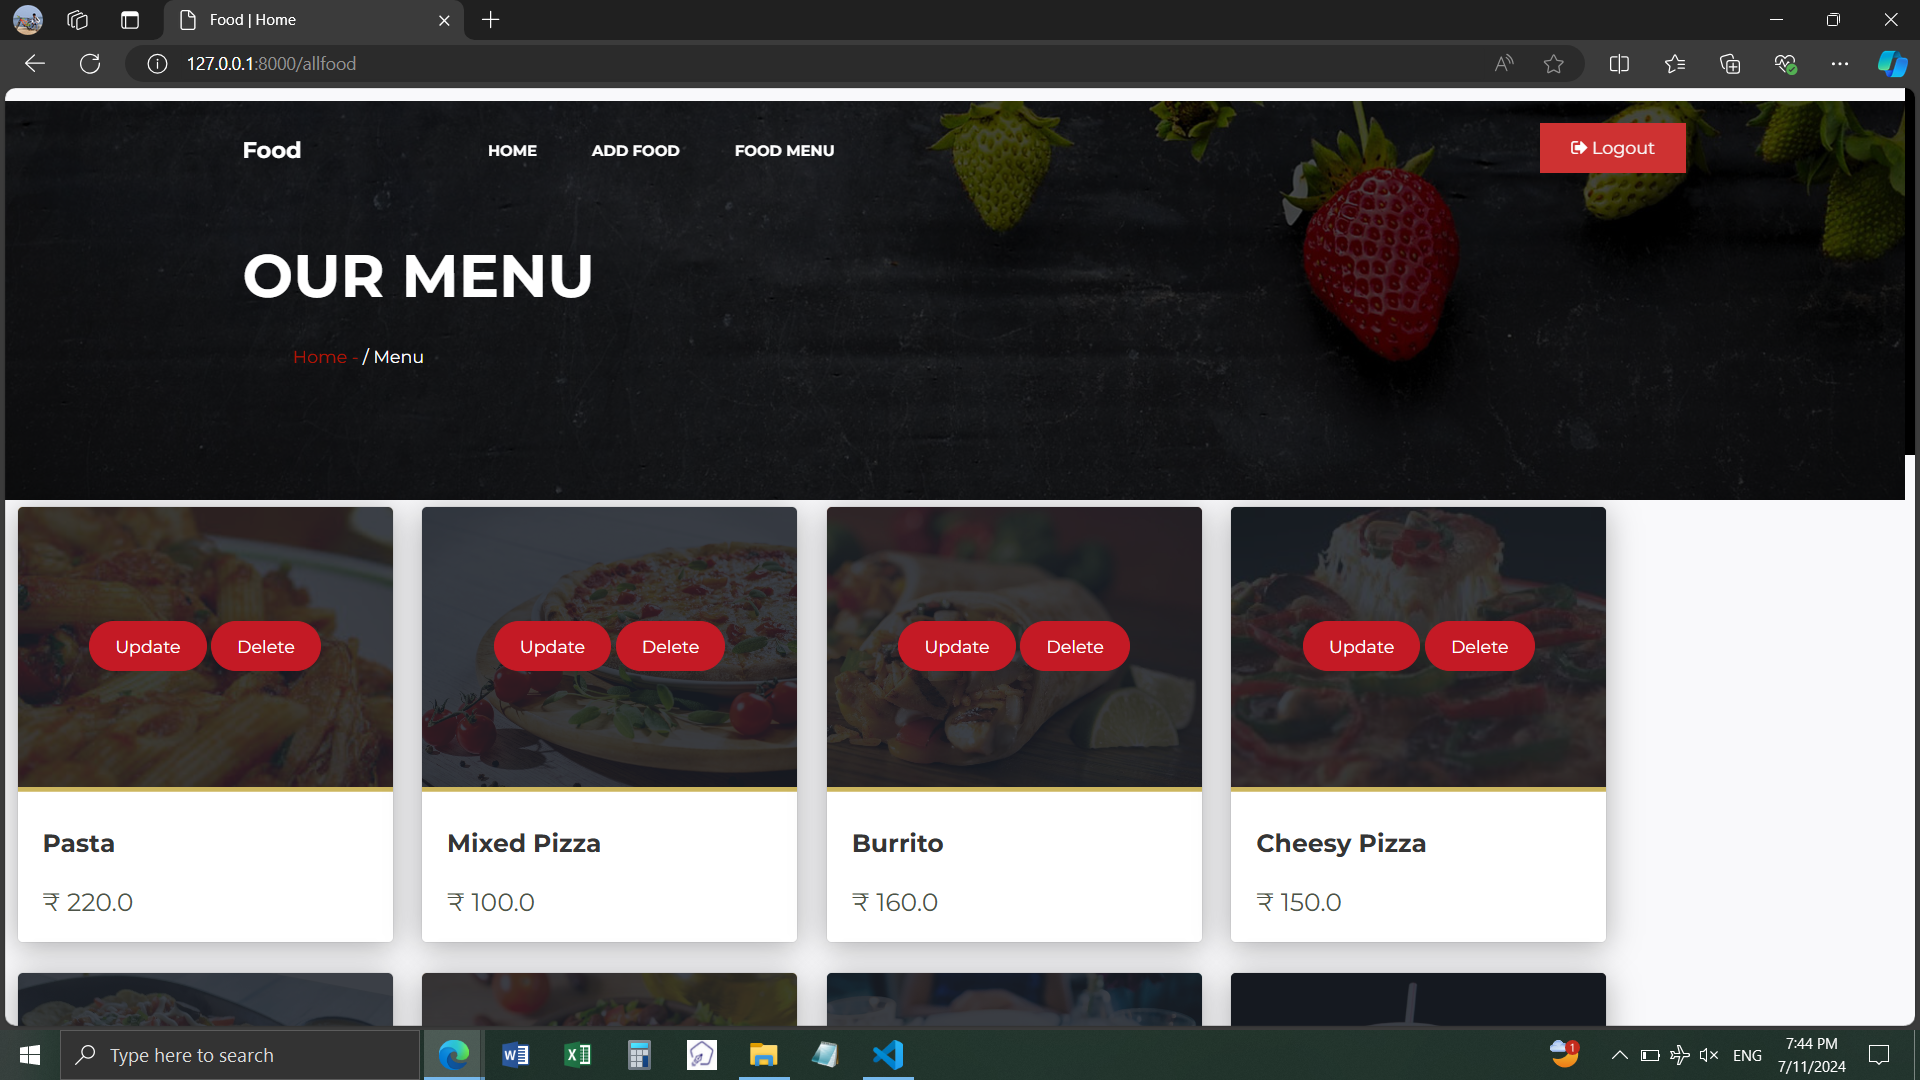 Food | Home
127.0.0.1:8000/allfood
Food
HOME
ADD FOOD
FOOD MENU
Logout
OUR MENU
Home - / Menu
Update Delete
Update Delete
Update Delete
Update Delete
Pasta
₹ 220.0
Mixed Pizza
₹ 100.0
Burrito
₹ 160.0
Cheesy Pizza
₹ 150.0
Type here to search
1
ENG
7:44 PM
7/11/2024